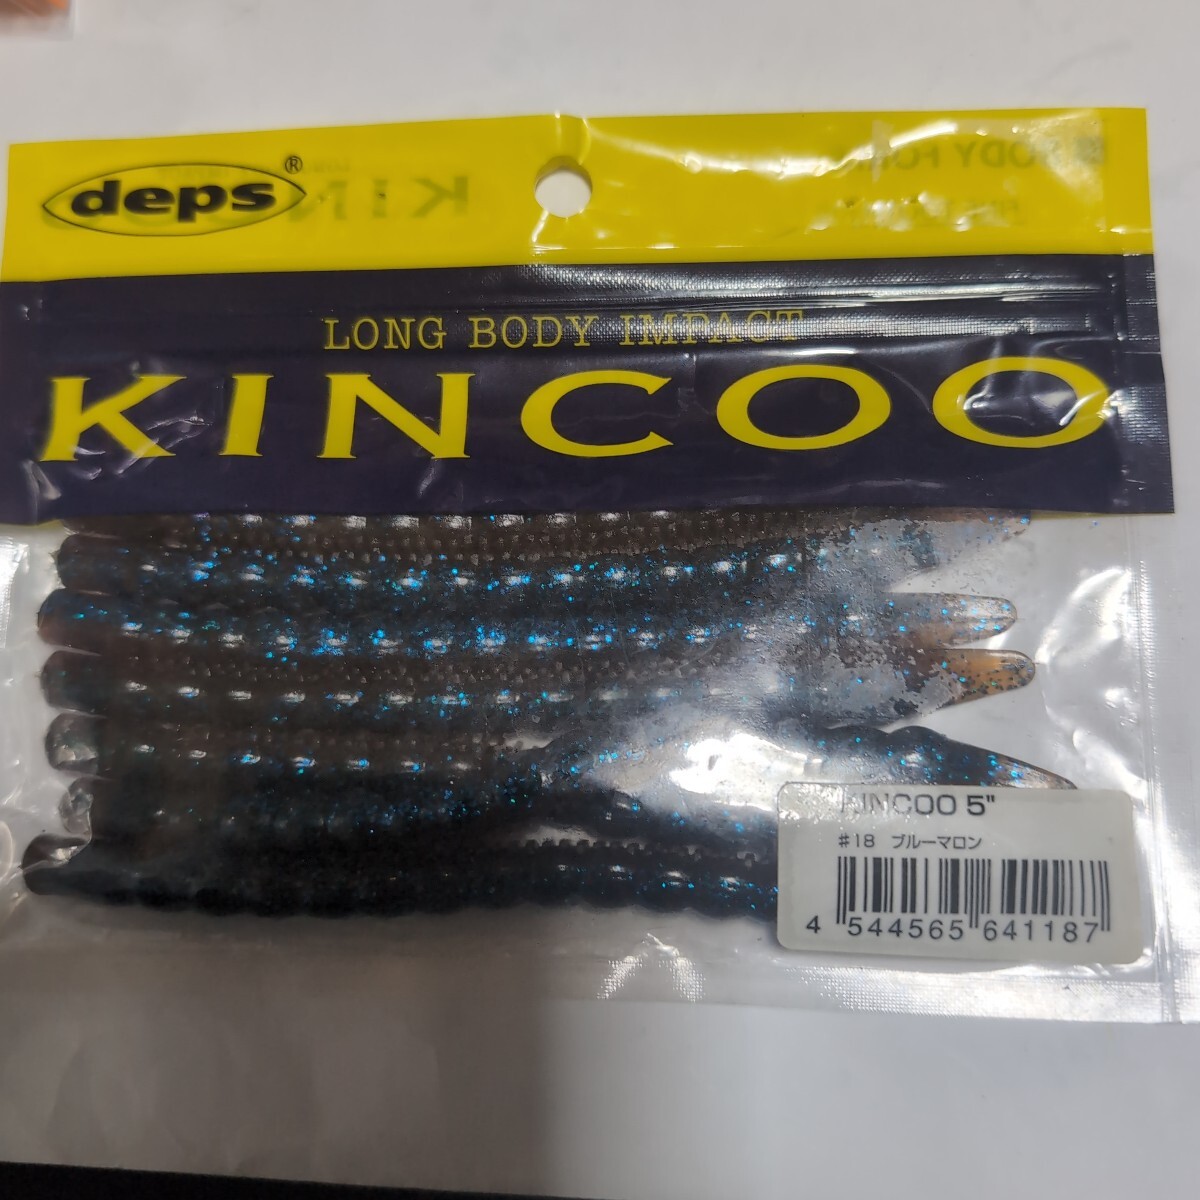 deps®
LONG BODY IMPACT
KINCOO
KINCOO 5"
#18 ブルーマロン
4 544565 641187